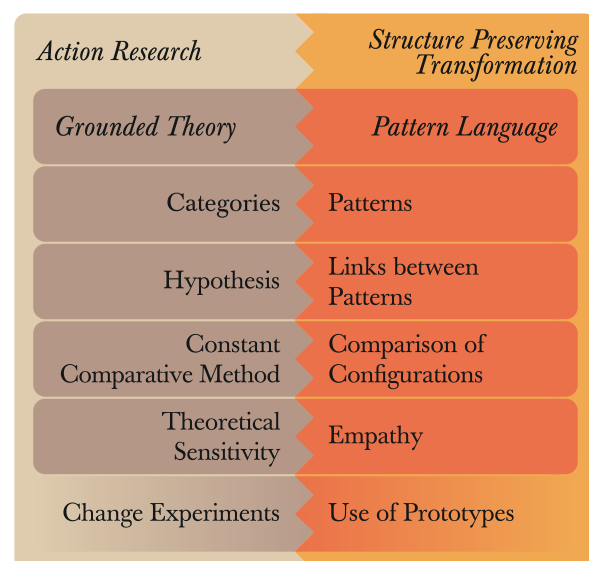 Action Research
Structure Preserving
Transformation
Grounded Theory
Pattern Language
Categories
Patterns
Hypothesis
Links between
Patterns
Constant
Comparative Method
Comparison of
Configurations
Theoretical
Sensitivity
Empathy
Change Experiments
Use of Prototypes